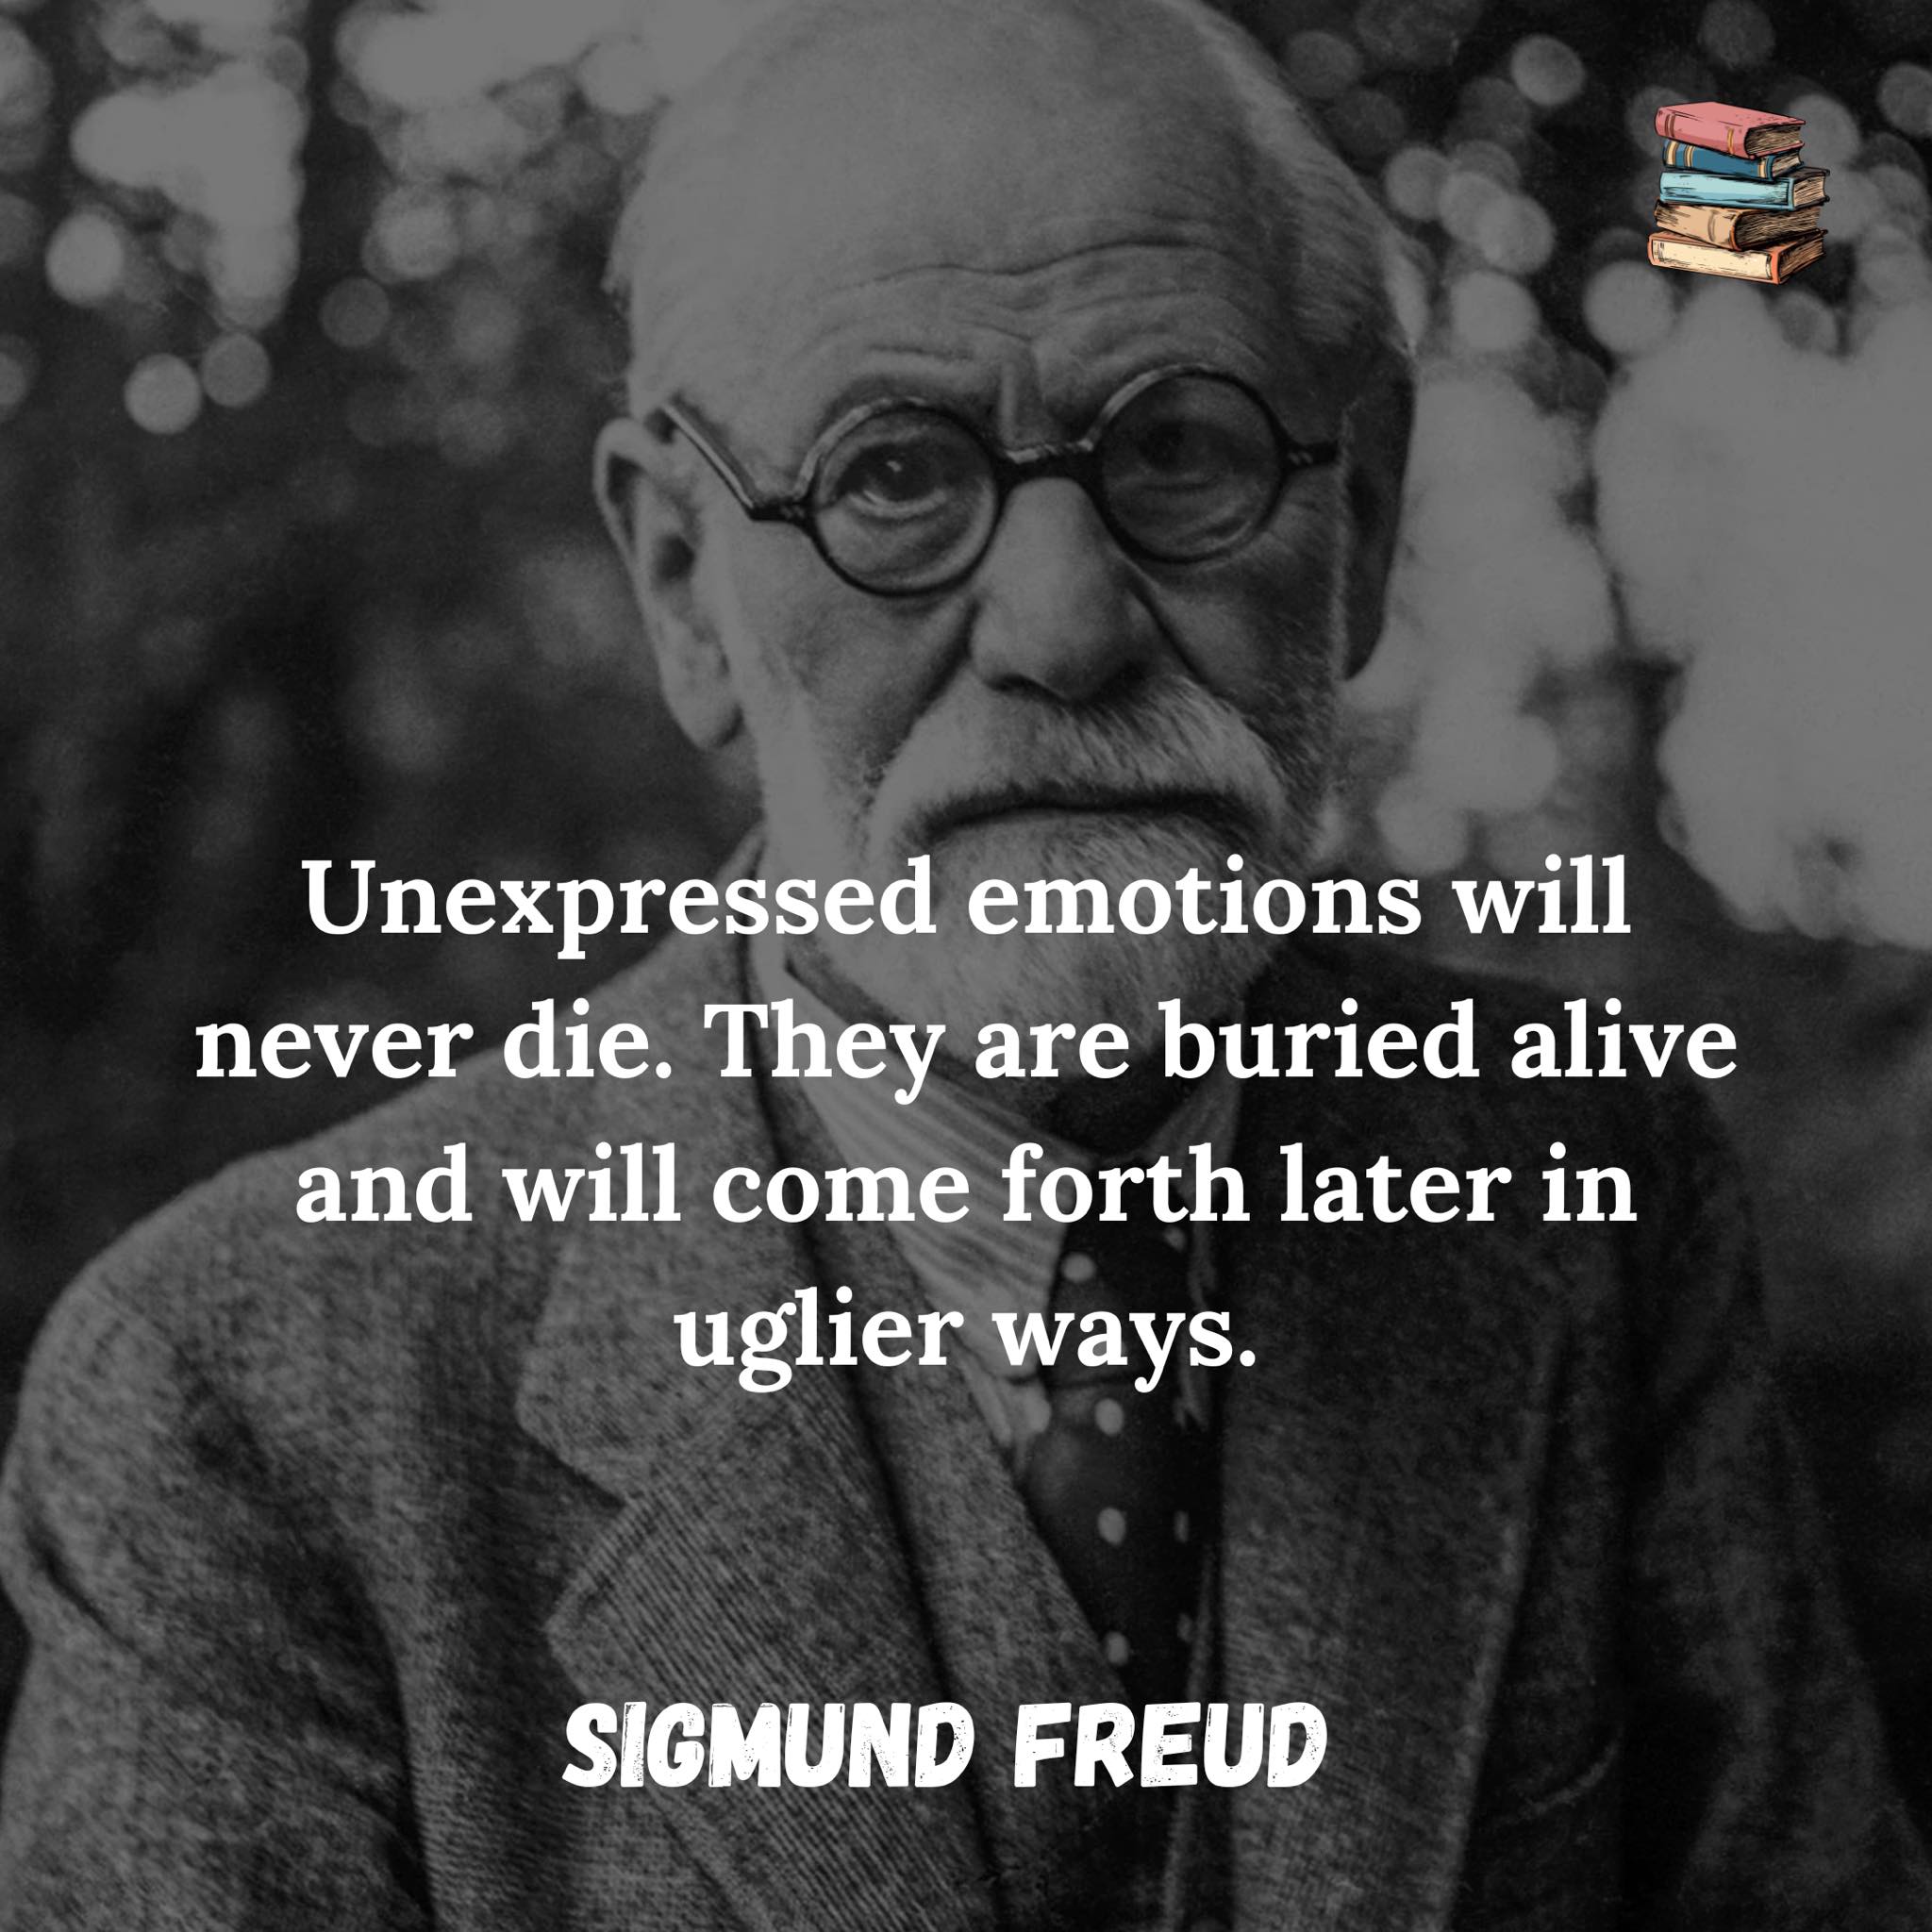 Unexpressed emotions will
never die. They are buried alive
and will come forth later in
uglier ways.
SIGMUND FREUD